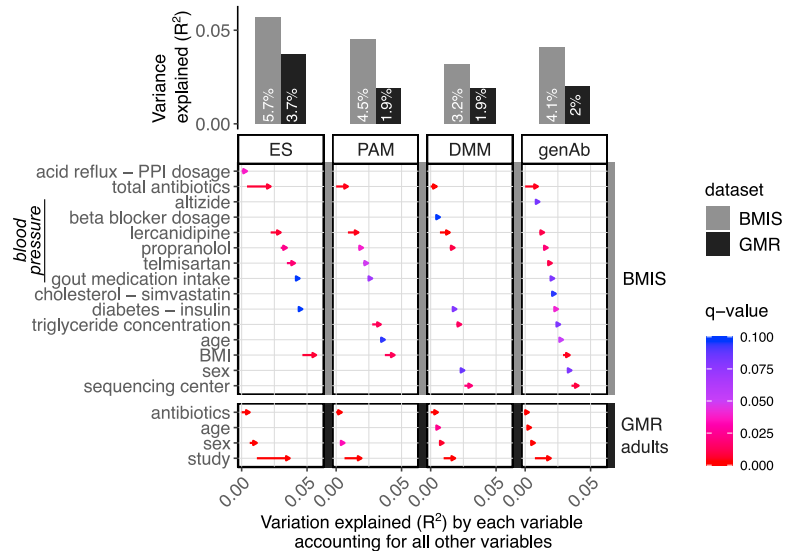 Variance
explained (R²)
0.05
0.00
5.7%
3.7%
4.5%
1.9%
3.2%
1.9%
4.1%
2%
ES
PAM
DMM
genAb
acid reflux − PPI dosage
total antibiotics
altizide
beta blocker dosage
lercanidipine
propranolol
telmisartan
gout medication intake
cholesterol − simvastatin
diabetes − insulin
triglyceride concentration
age
BMI
sex
sequencing center
blood
pressure
BMIS
antibiotics
age
sex
study
GMR
adults
0.00
0.05
0.00
0.05
0.00
0.05
0.00
0.05
Variation explained (R²) by each variable
accounting for all other variables
dataset
BMIS
GMR
q−value
0.100
0.075
0.050
0.025
0.000